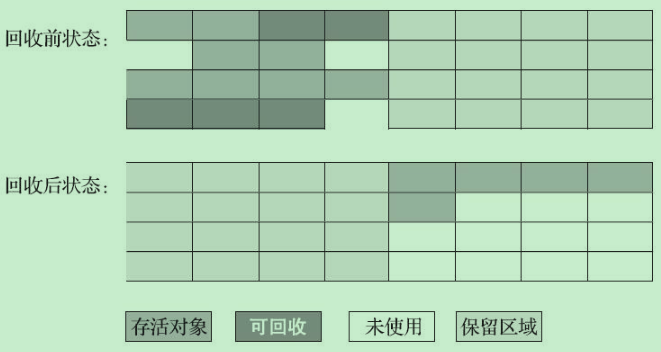 回收前状态：
回收后状态：
存活对象
可回收
未使用
保留区域